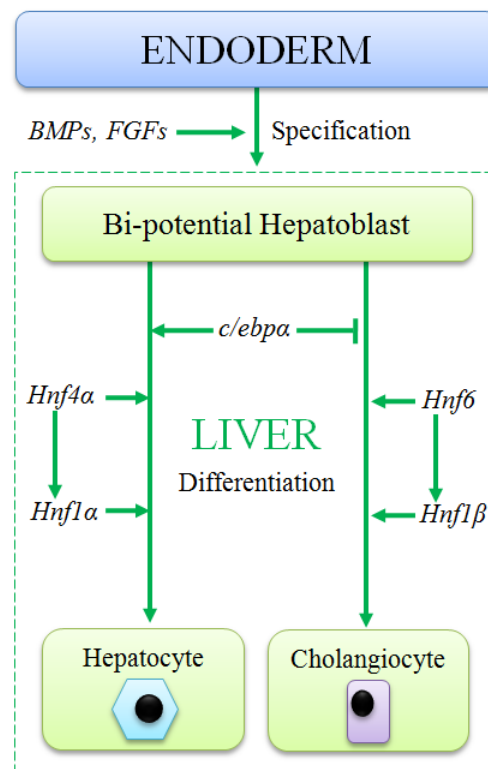 ENDODERM
BMPs, FGFs
Specification
Bi-potential Hepatoblast
c/ebpα
Hnf4α
Hnf6
LIVER
Differentiation
Hnf1α
Hnf1β
Hepatocyte
Cholangiocyte